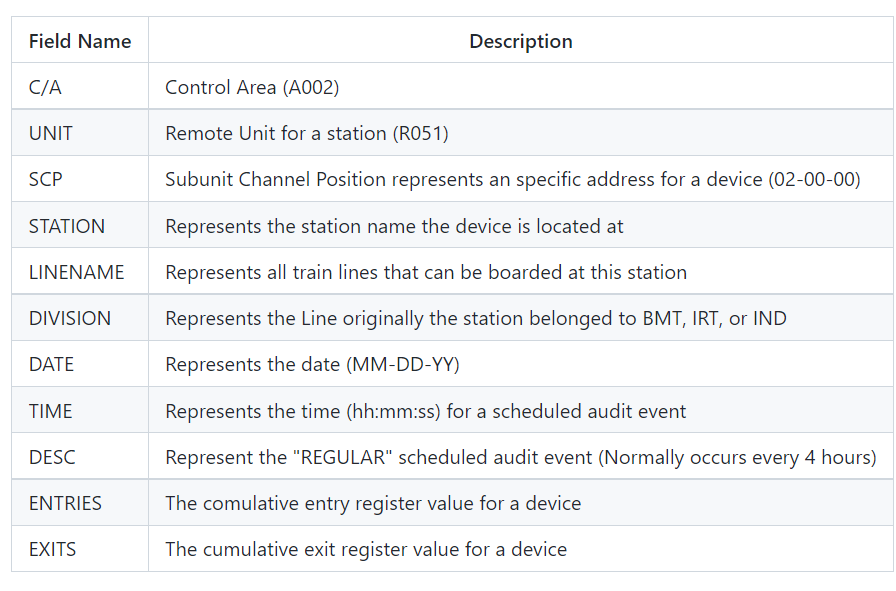 Field Name Description
C/A Control Area (A002)
UNIT Remote Unit for a station (R051)
SCP Subunit Channel Position represents an specific address for a device (02-00-00)
STATION Represents the station name the device is located at
LINENAME Represents all train lines that can be boarded at this station
DIVISION Represents the Line originally the station belonged to BMT, IRT, or IND
DATE Represents the date (MM-DD-YY)
TIME Represents the time (hh:mm:ss) for a scheduled audit event
DESC Represent the "REGULAR" scheduled audit event (Normally occurs every 4 hours)
ENTRIES The comulative entry register value for a device
EXITS The cumulative exit register value for a device